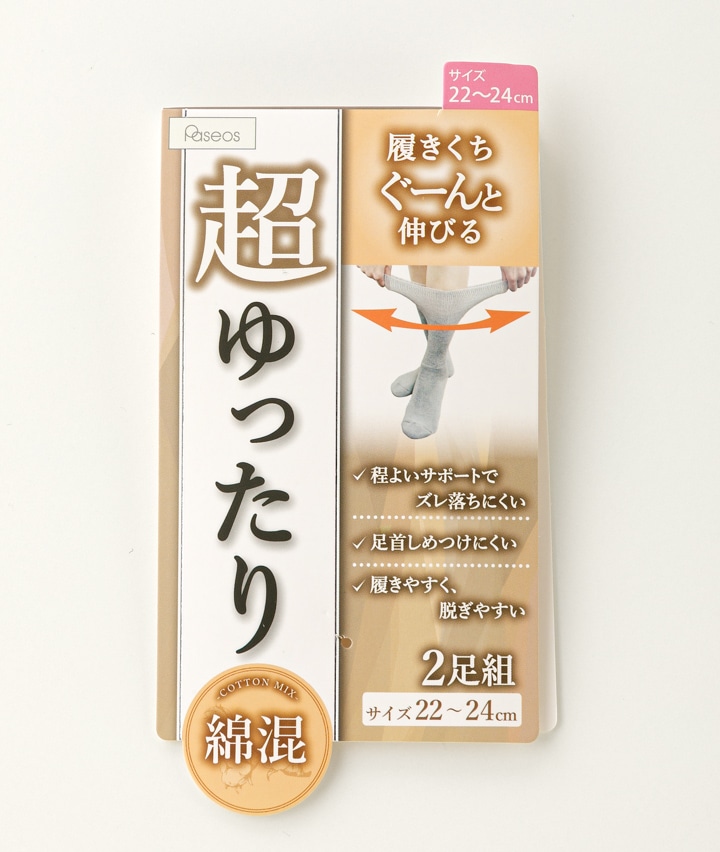 サイズ
22～24cm
Paseos
超ゆったり
履きくち
ぐーんと
伸びる
✓程よいサポートで
ズレ落ちにくい
✓足首しめつけにくい
✓履きやすく、
脱ぎやすい
2足組
サイズ22～24cm
-COTTON MIX-
綿混